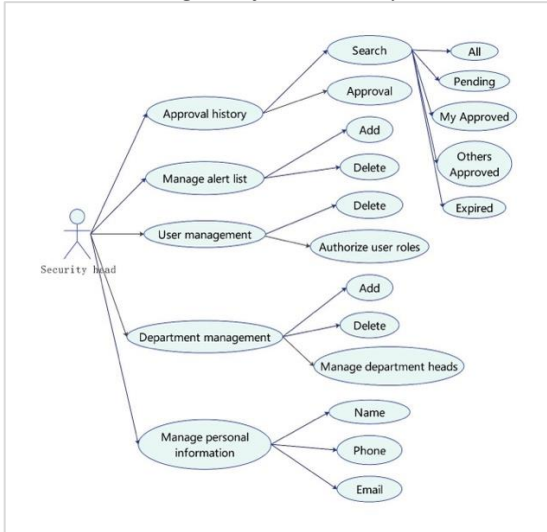 Search
All
Pending
Approval history
Approval
My Approved
Add
Others
Approved
Manage alert list
Delete
Expired
Delete
User management
Authorize user roles
Security head
Add
Department management
Delete
Manage department heads
Name
Manage personal
information
Phone
Email